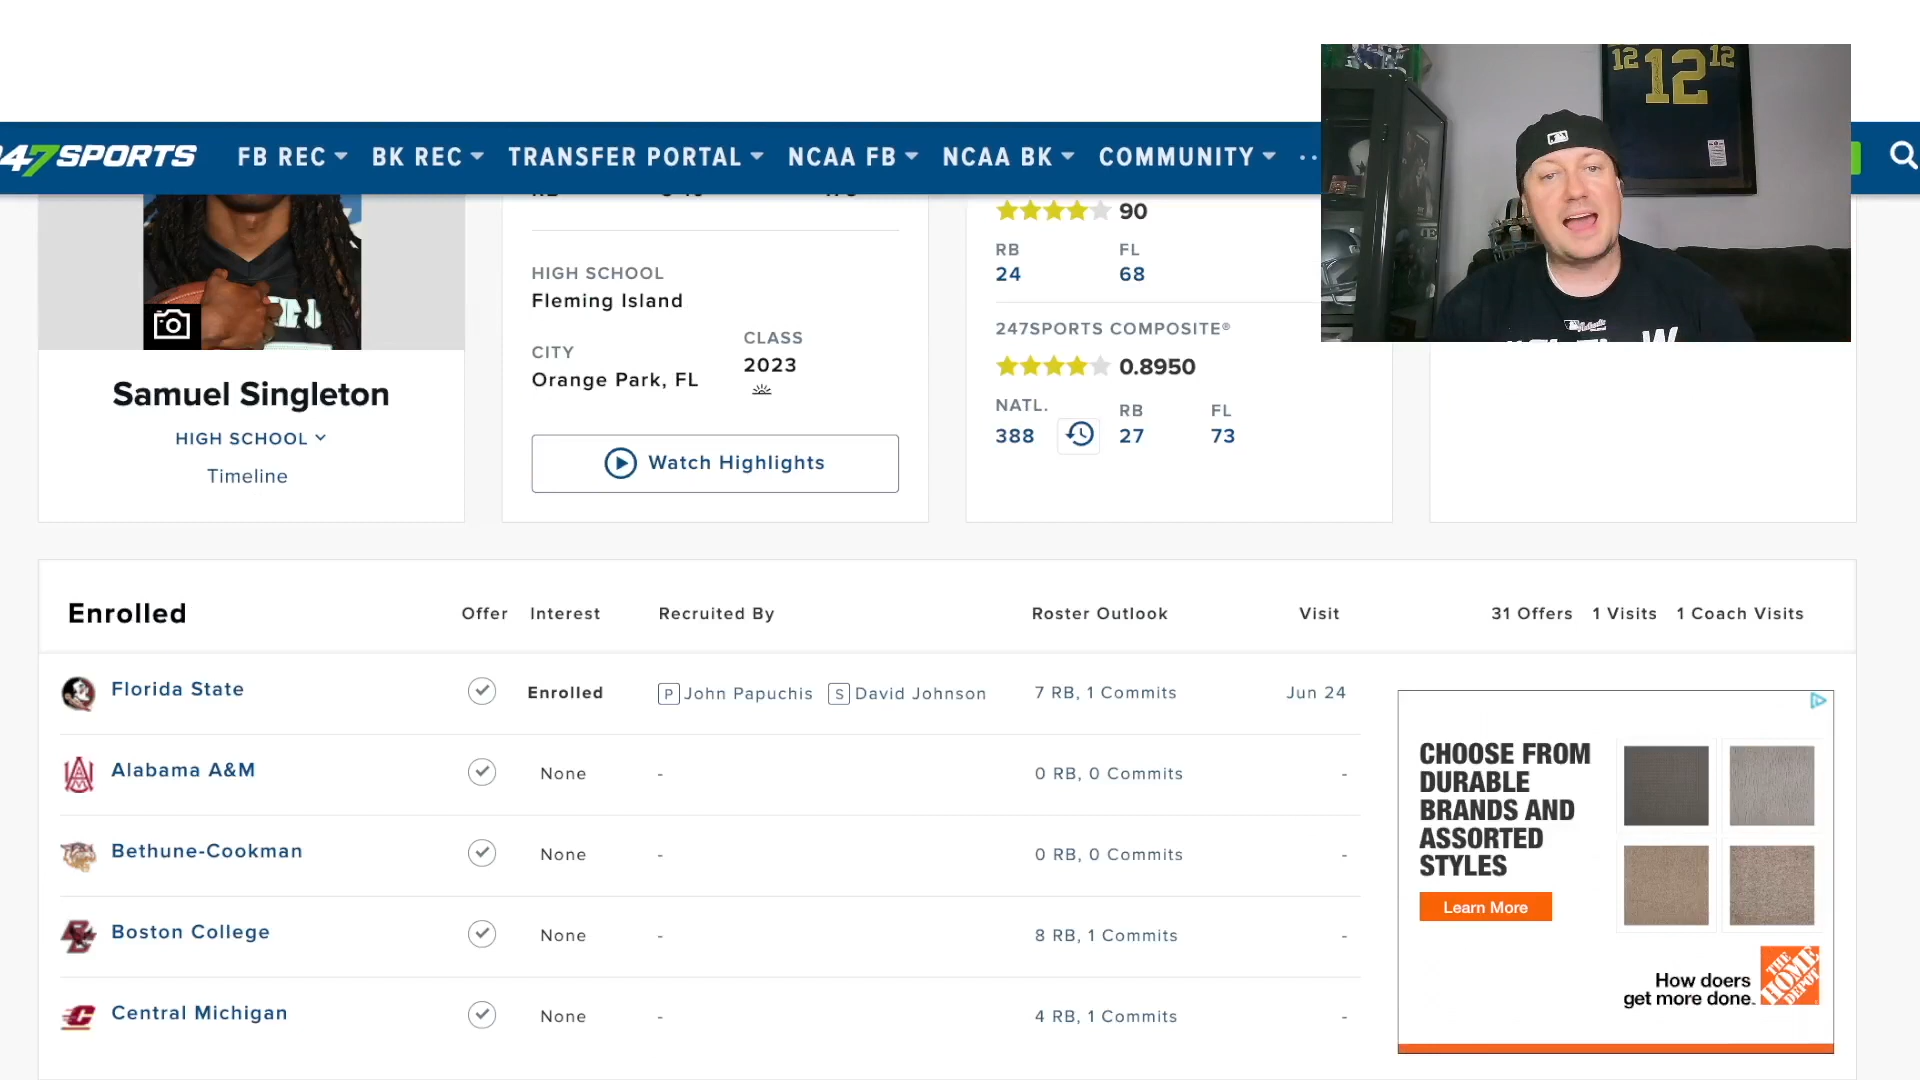 12 12 12
247SPORTS FB REC BK REC TRANSFER PORTAL NCAA FB NCAA BK COMMUNITY
90
RB FL
24 68
HIGH SCHOOL
Fleming Island
247SPORTS COMPOSITE®
0.8950
CITY
Orange Park, FL
CLASS
2023
NATL. RB FL
388 27 73
Samuel Singleton
HIGH SCHOOL
Timeline
Watch Highlights
Enrolled Offer Interest Recruited By Roster Outlook Visit 31 Offers 1 Visits 1 Coach Visits
Florida State Enrolled P John Papuchis S David Johnson 7 RB, 1 Commits Jun 24
Alabama A&M None - 0 RB, 0 Commits -
Bethune-Cookman None - 0 RB, 0 Commits -
Boston College None - 8 RB, 1 Commits -
Central Michigan None - 4 RB, 1 Commits -
CHOOSE FROM
DURABLE
BRANDS AND
ASSORTED
STYLES
Learn More
How doers
get more done.
THE
HOME
DEPOT